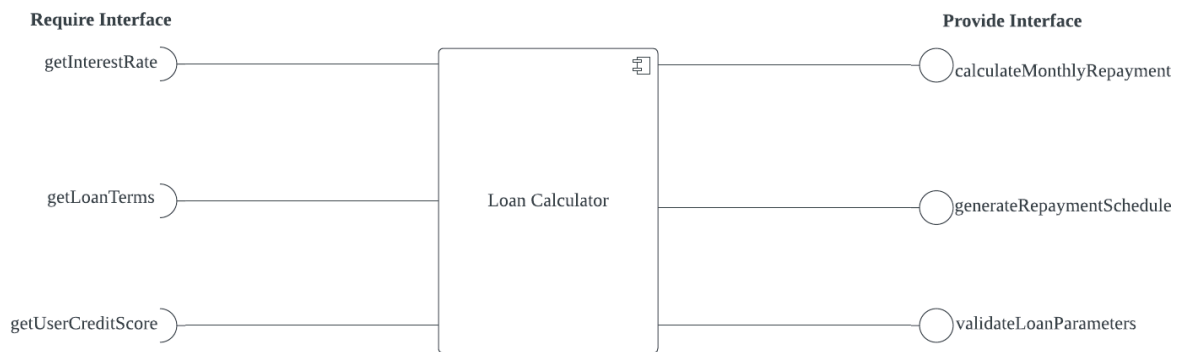 Require Interface
Provide Interface
getInterestRate
calculateMonthlyRepayment
getLoanTerms
Loan Calculator
generateRepaymentSchedule
getUserCreditScore
validateLoanParameters